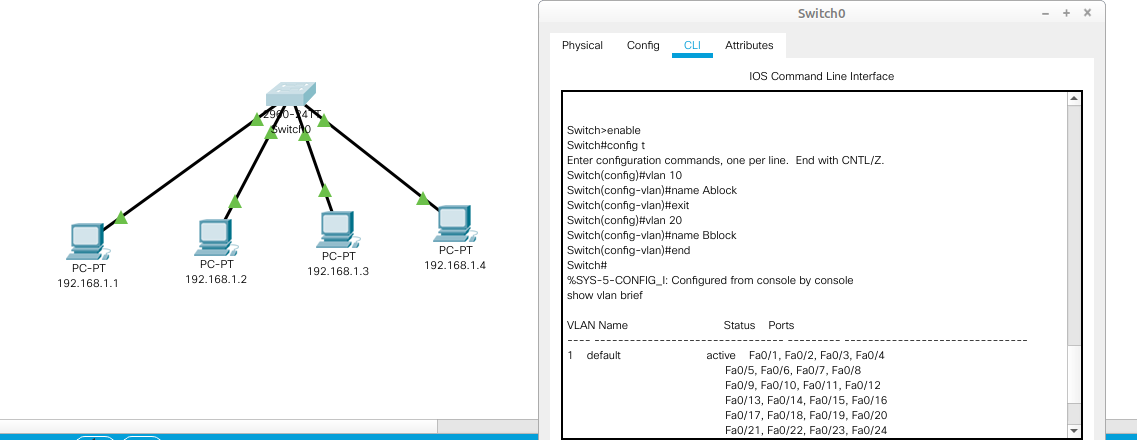 2960-24TT
Switch0
PC-PT
192.168.1.1
PC-PT
192.168.1.2
PC-PT
192.168.1.3
PC-PT
192.168.1.4
Switch0
Physical Config CLI Attributes
IOS Command Line Interface
Switch>enable
Switch#config t
Enter configuration commands, one per line. End with CNTL/Z.
Switch(config)#vlan 10
Switch(config-vlan)#name Ablock
Switch(config-vlan)#exit
Switch(config)#vlan 20
Switch(config-vlan)#name Bblock
Switch(config-vlan)#end
Switch#
%SYS-5-CONFIG_I: Configured from console by console
show vlan brief
VLAN Name Status Ports
---- -------------------------------- --------- -------------------------------
1 default active Fa0/1, Fa0/2, Fa0/3, Fa0/4
Fa0/5, Fa0/6, Fa0/7, Fa0/8
Fa0/9, Fa0/10, Fa0/11, Fa0/12
Fa0/13, Fa0/14, Fa0/15, Fa0/16
Fa0/17, Fa0/18, Fa0/19, Fa0/20
Fa0/21, Fa0/22, Fa0/23, Fa0/24